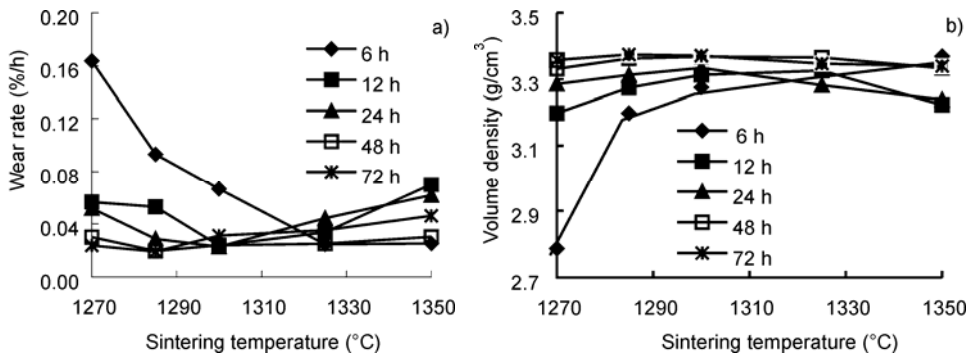 a)
Wear rate (%/h)
0.20
0.16
0.12
0.08
0.04
0.00
6 h
12 h
24 h
48 h
72 h
1270 1290 1310 1330 1350
Sintering temperature (°C)
b)
Volume density (g/cm³)
3.5
3.3
3.1
2.9
2.7
6 h
12 h
24 h
48 h
72 h
1270 1290 1310 1330 1350
Sintering temperature (°C)